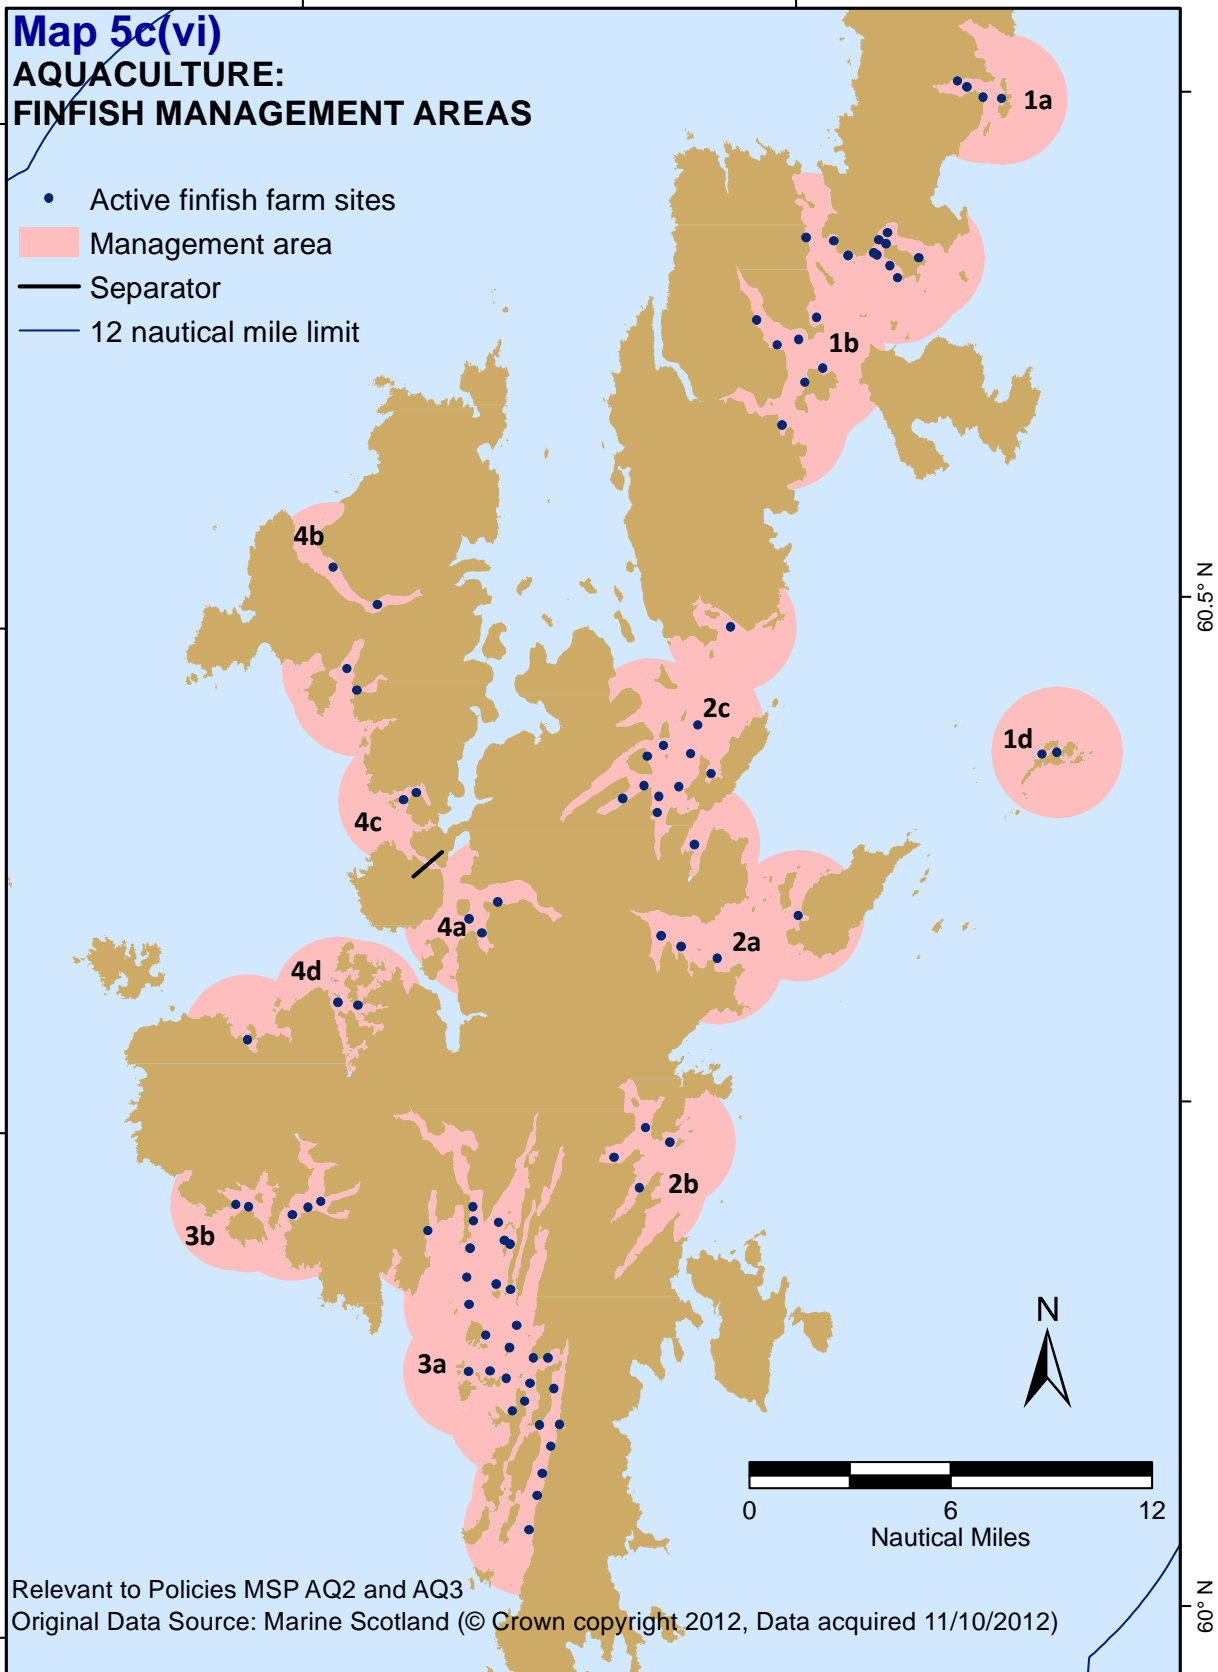 Map 5c(vi)
AQUACULTURE:
FINFISH MANAGEMENT AREAS
Active finfish farm sites
Management area
Separator
12 nautical mile limit
1a
1b
4b
60.5° N
2c
1d
4c
4a
2a
4d
2b
3b
N
3a
0 6 12
Nautical Miles
Relevant to Policies MSP AQ2 and AQ3
Original Data Source: Marine Scotland (© Crown copyright 2012, Data acquired 11/10/2012)
60° N